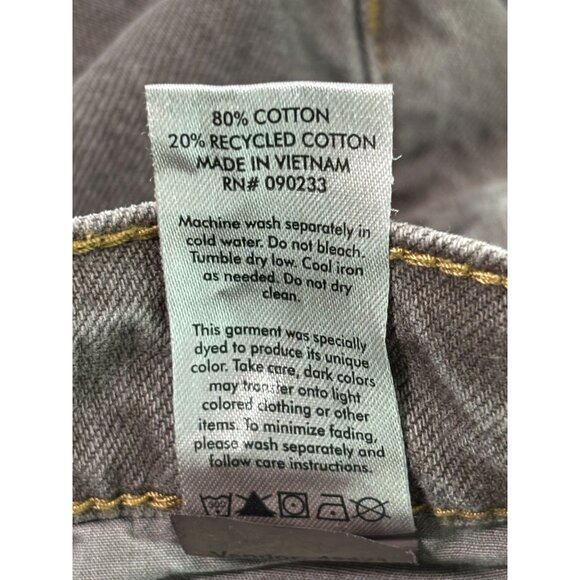 80% COTTON
20% RECYCLED COTTON
MADE IN VIETNAM
RN# 090233
Machine wash separately in
cold water. Do not bleach.
Tumble dry low. Cool iron
as needed. Do not dry
clean.
This garment was specially
dyed to produce its unique
color. Take care, dark colors
may transfer onto light
colored clothing or other
items. To minimize fading,
please wash separately and
follow care instructions.